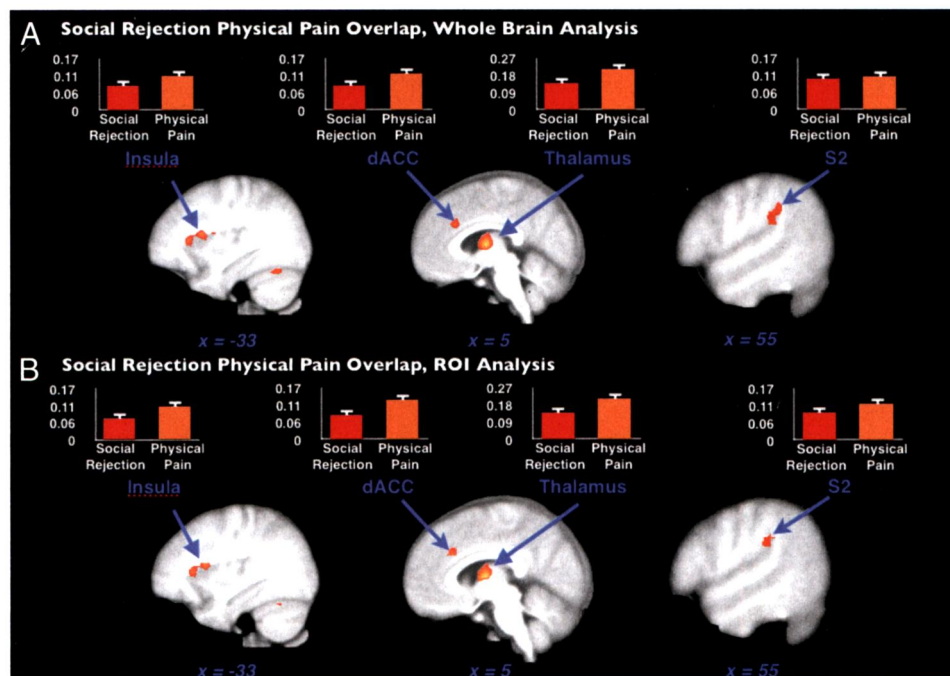 A Social Rejection Physical Pain Overlap, Whole Brain Analysis
0.17 0.17 0.27 0.17
0.11 0.11 0.18 0.11
0.06 0.06 0.09 0.06
0 0 0 0
Social Physical Social Physical Social Physical Social Physical
Rejection Pain Rejection Pain Rejection Pain Rejection Pain
Insula dACC Thalamus S2
x = -33 x = 5 x = 55
B Social Rejection Physical Pain Overlap, ROI Analysis
0.17 0.17 0.27 0.17
0.11 0.11 0.18 0.11
0.06 0.06 0.09 0.06
0 0 0 0
Social Physical Social Physical Social Physical Social Physical
Rejection Pain Rejection Pain Rejection Pain Rejection Pain
Insula dACC Thalamus S2
x = -33 x = 5 x = 55